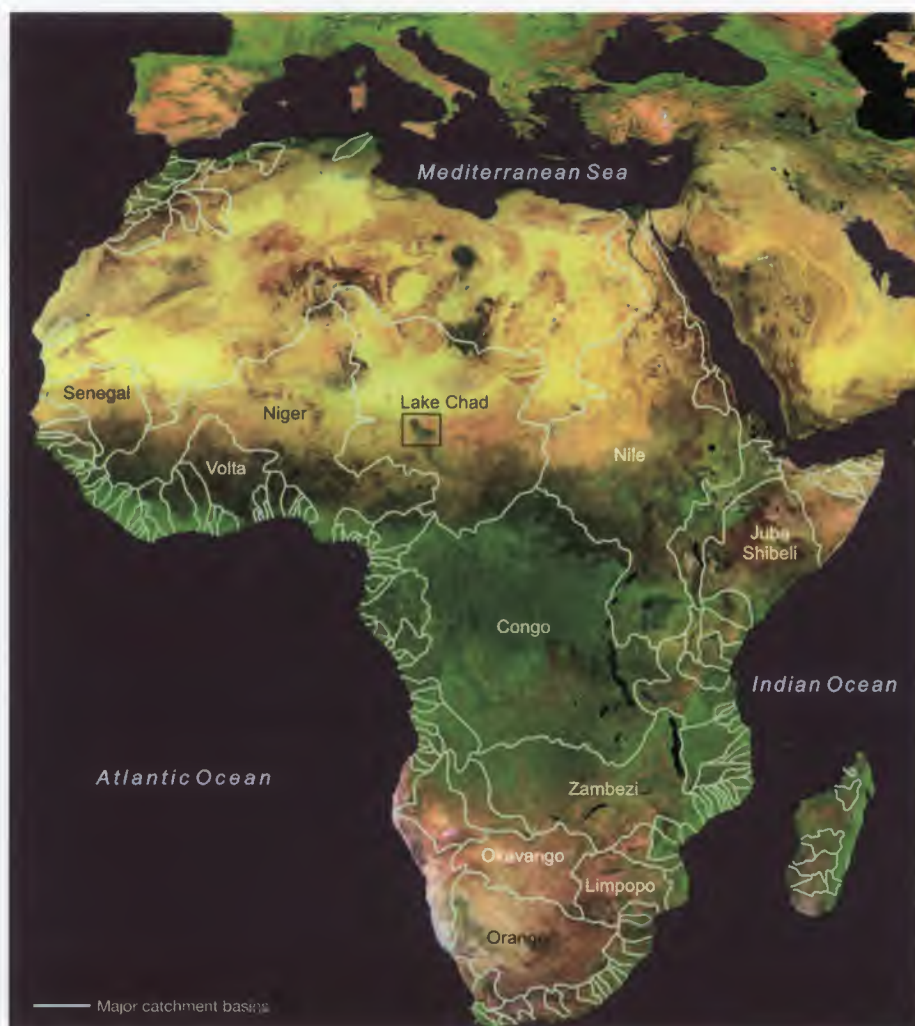 Mediterranean Sea
Senegal
Lake Chad
Niger
Volta
Nile
Juba
Shibeli
Congo
Indian Ocean
Atlantic Ocean
Zambezi
Okavango
Limpopo
Orange
Major catchment basins